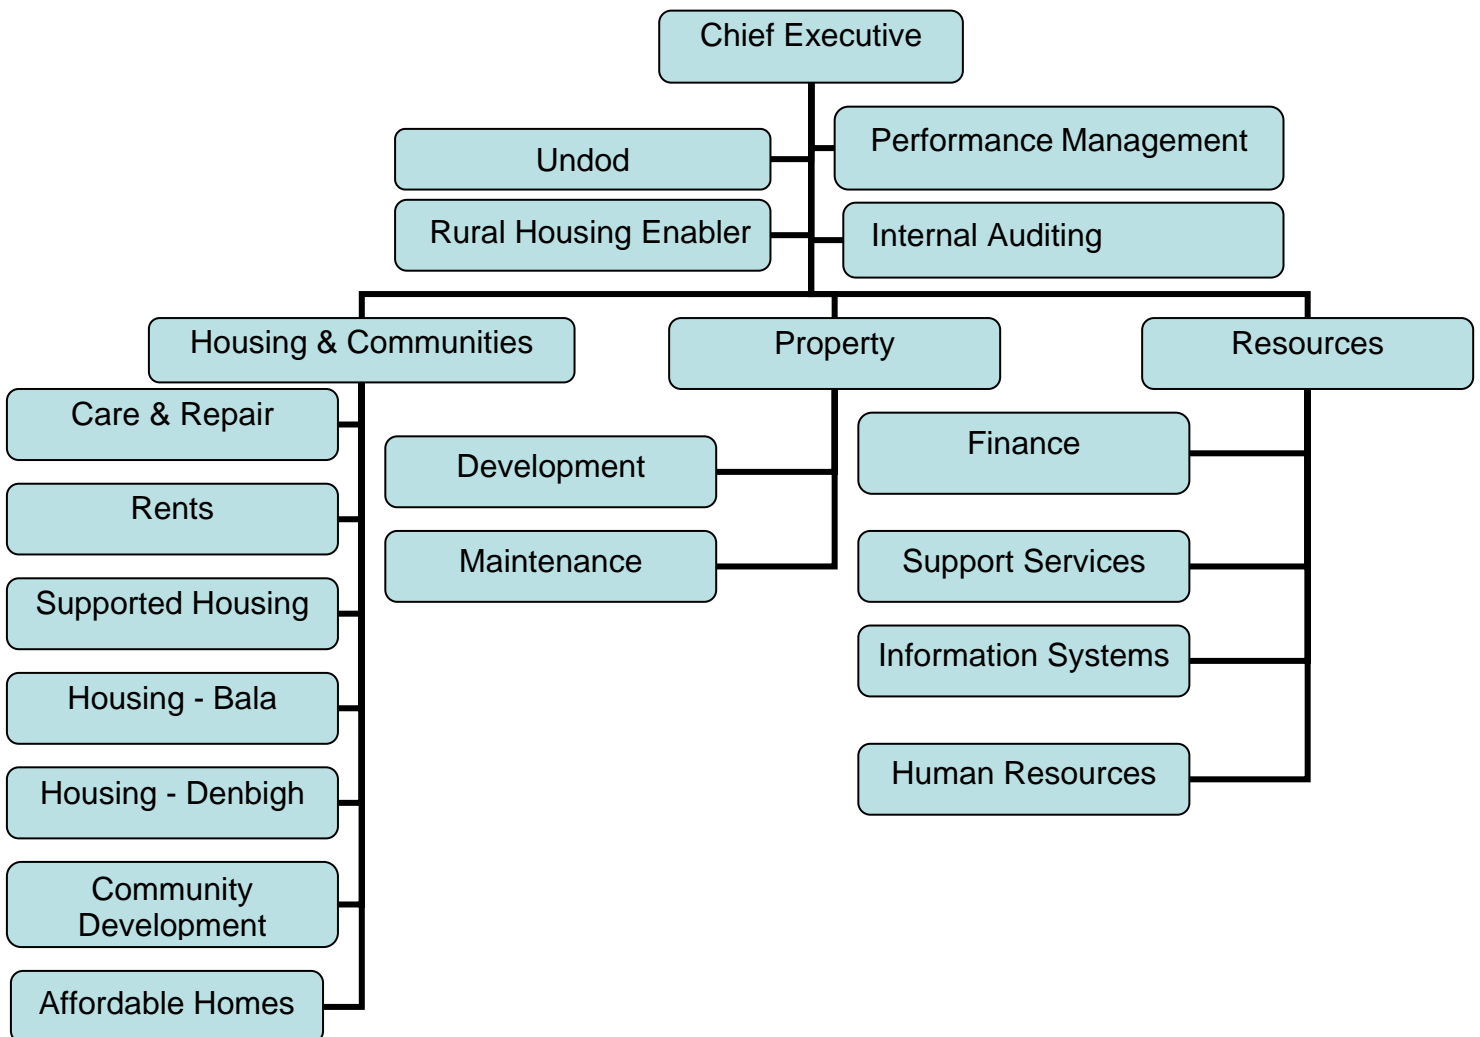 Chief Executive
Performance Management
Undod
Rural Housing Enabler
Internal Auditing
Housing & Communities
Property
Resources
Care & Repair
Rents
Supported Housing
Housing - Bala
Housing - Denbigh
Community
Development
Affordable Homes
Development
Maintenance
Finance
Support Services
Information Systems
Human Resources